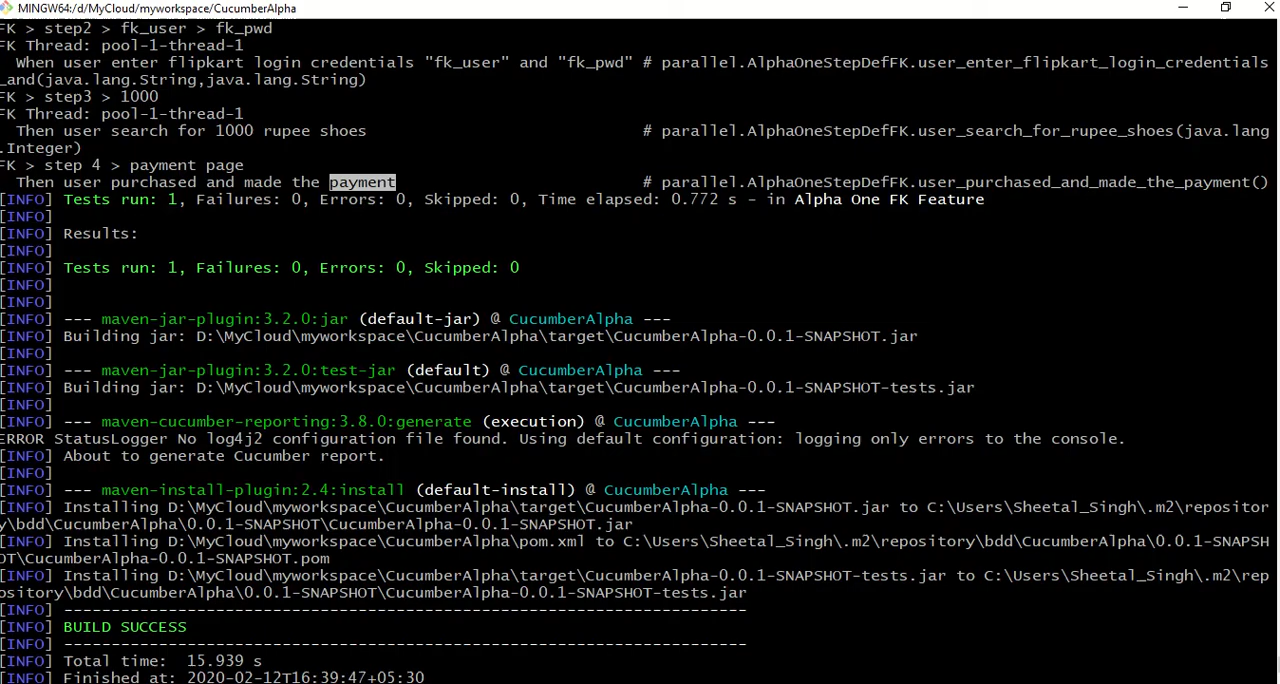 MINGW64:/d/MyCloud/myworkspace/CucumberAlpha
FK > step2 > fk_user > fk_pwd
FK Thread: pool-1-thread-1
When user enter flipkart login credentials "fk_user" and "fk_pwd" # parallel.AlphaOneStepDefFK.user_enter_flipkart_login_credentials
_and(java.lang.String,java.lang.String)
FK > step3 > 1000
FK Thread: pool-1-thread-1
Then user search for 1000 rupee shoes # parallel.AlphaOneStepDefFK.user_search_for_rupee_shoes(java.lang
.Integer)
FK > step 4 > payment page
Then user purchased and made the payment # parallel.AlphaOneStepDefFK.user_purchased_and_made_the_payment()
[INFO] Tests run: 1, Failures: 0, Errors: 0, Skipped: 0, Time elapsed: 0.772 s - in Alpha One FK Feature
[INFO]
[INFO] Results:
[INFO]
[INFO] Tests run: 1, Failures: 0, Errors: 0, Skipped: 0
[INFO]
[INFO]
[INFO] --- maven-jar-plugin:3.2.0:jar (default-jar) @ CucumberAlpha ---
[INFO] Building jar: D:\MyCloud\myworkspace\CucumberAlpha\target\CucumberAlpha-0.0.1-SNAPSHOT.jar
[INFO]
[INFO] --- maven-jar-plugin:3.2.0:test-jar (default) @ CucumberAlpha ---
[INFO] Building jar: D:\MyCloud\myworkspace\CucumberAlpha\target\CucumberAlpha-0.0.1-SNAPSHOT-tests.jar
[INFO]
[INFO] --- maven-cucumber-reporting:3.8.0:generate (execution) @ CucumberAlpha ---
ERROR StatusLogger No log4j2 configuration file found. Using default configuration: logging only errors to the console.
[INFO] About to generate Cucumber report.
[INFO]
[INFO] --- maven-install-plugin:2.4:install (default-install) @ CucumberAlpha ---
[INFO] Installing D:\MyCloud\myworkspace\CucumberAlpha\target\CucumberAlpha-0.0.1-SNAPSHOT.jar to C:\Users\Sheetal_Singh\.m2\repositor
y\bdd\CucumberAlpha\0.0.1-SNAPSHOT\CucumberAlpha-0.0.1-SNAPSHOT.jar
[INFO] Installing D:\MyCloud\myworkspace\CucumberAlpha\pom.xml to C:\Users\Sheetal_Singh\.m2\repository\bdd\CucumberAlpha\0.0.1-SNAPSH
OT\CucumberAlpha-0.0.1-SNAPSHOT.pom
[INFO] Installing D:\MyCloud\myworkspace\CucumberAlpha\target\CucumberAlpha-0.0.1-SNAPSHOT-tests.jar to C:\Users\Sheetal_Singh\.m2\rep
ository\bdd\CucumberAlpha\0.0.1-SNAPSHOT\CucumberAlpha-0.0.1-SNAPSHOT-tests.jar
[INFO] ------------------------------------------------------------------------
[INFO] BUILD SUCCESS
[INFO] ------------------------------------------------------------------------
[INFO] Total time:  15.939 s
[INFO] Finished at: 2020-02-12T16:39:47+05:30